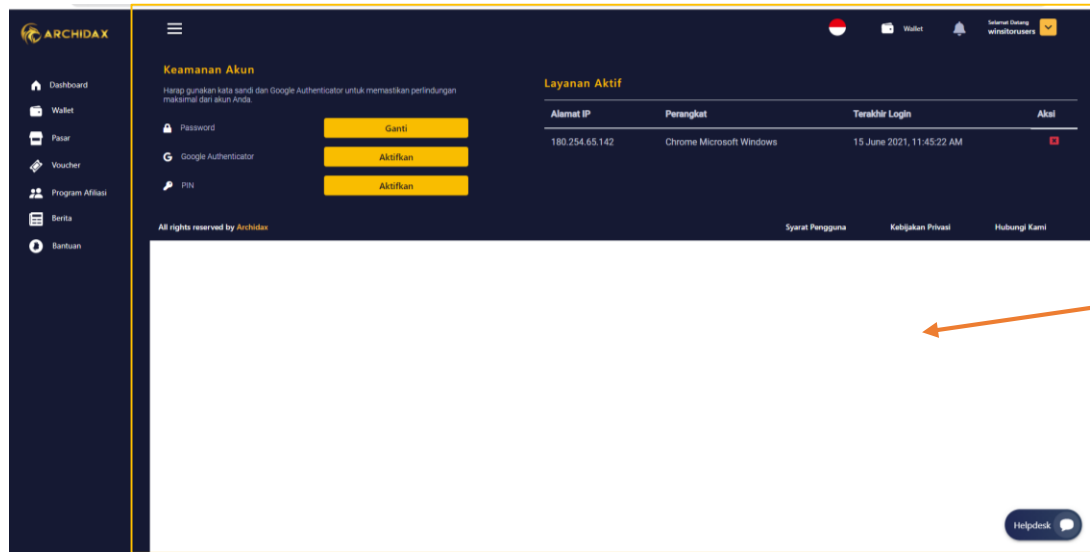 ARCHIDAX
Wallet
Selamat Datang
winsitorusers
Dashboard
Wallet
Pasar
Voucher
Program Afiliasi
Berita
Bantuan
Keamanan Akun
Harap gunakan kata sandi dan Google Authenticator untuk memastikan perlindungan
maksimal dari akun Anda.
Password
Ganti
Google Authenticator
Aktifkan
PIN
Aktifkan
Layanan Aktif
Alamat IP Perangkat Terakhir Login Aksi
180.254.65.142 Chrome Microsoft Windows 15 June 2021, 11:45:22 AM
All rights reserved by Archidax
Syarat Pengguna Kebijakan Privasi Hubungi Kami
Helpdesk